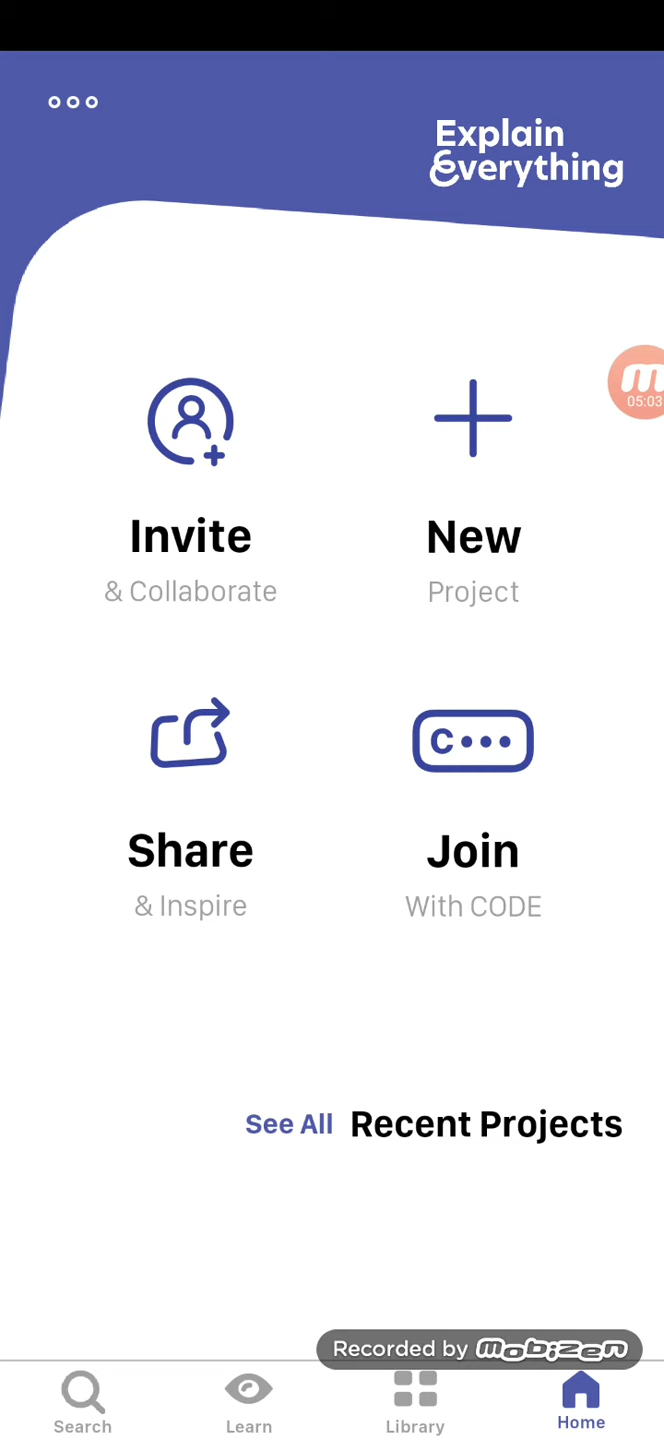 Explain
Everything
05:03
Invite
& Collaborate
New
Project
Share
& Inspire
C
Join
With CODE
See All Recent Projects
Recorded by mobizen
Search
Learn
Library
Home